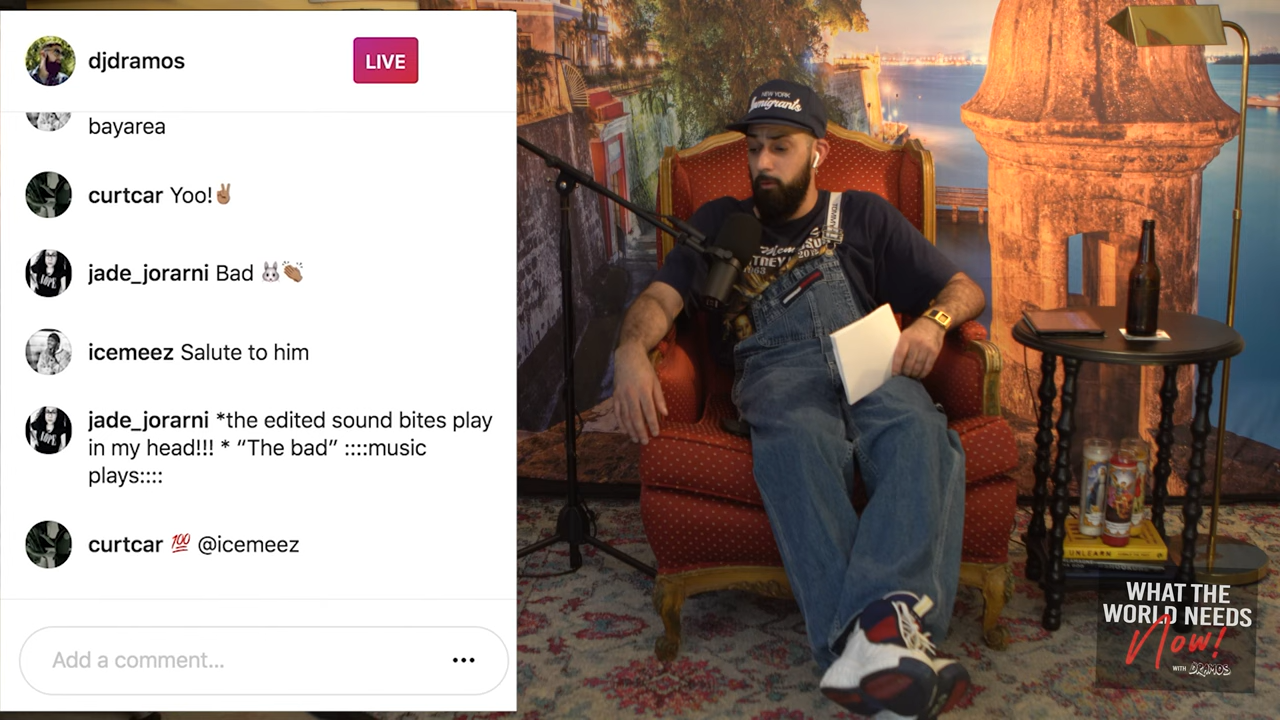 djdramos
LIVE
bayarea
curtcar Yoo!✌🏽
jade_jorarni Bad 🐰👏🏽
icemeez Salute to him
jade_jorarni *the edited sound bites play
in my head!!! * “The bad” ::::music
plays::::
curtcar 💯 @icemeez
Add a comment...
NEW YORK
Immigrants
UNLEARN
WHAT THE
WORLD NEEDS
Now!
WITH DRAMOS